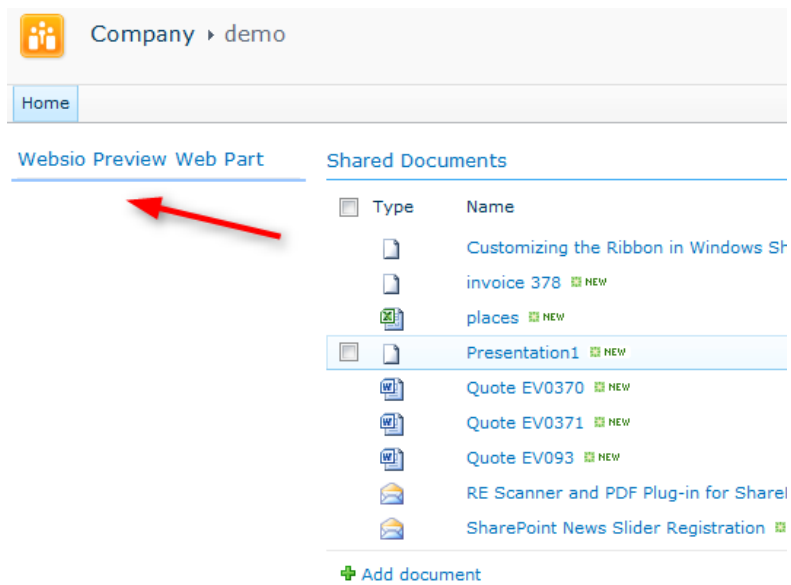 Company ▸ demo
Home
Websio Preview Web Part
Shared Documents
Type Name
Customizing the Ribbon in Windows Sh
invoice 378 NEW
places NEW
Presentation1 NEW
Quote EV0370 NEW
Quote EV0371 NEW
Quote EV093 NEW
RE Scanner and PDF Plug-in for Share
SharePoint News Slider Registration
Add document